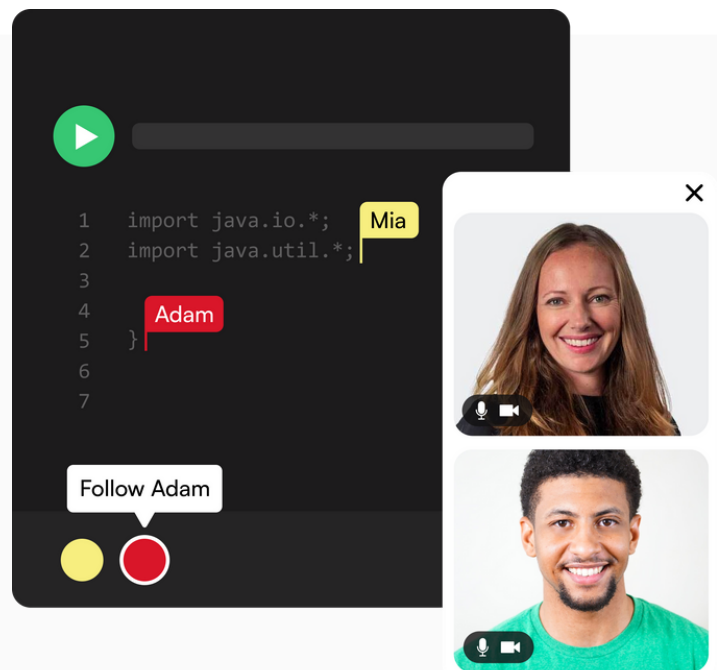 1 import java.io.*;
Mia
2 import java.util.*;
3
4
Adam
5 }
6
7
Follow Adam